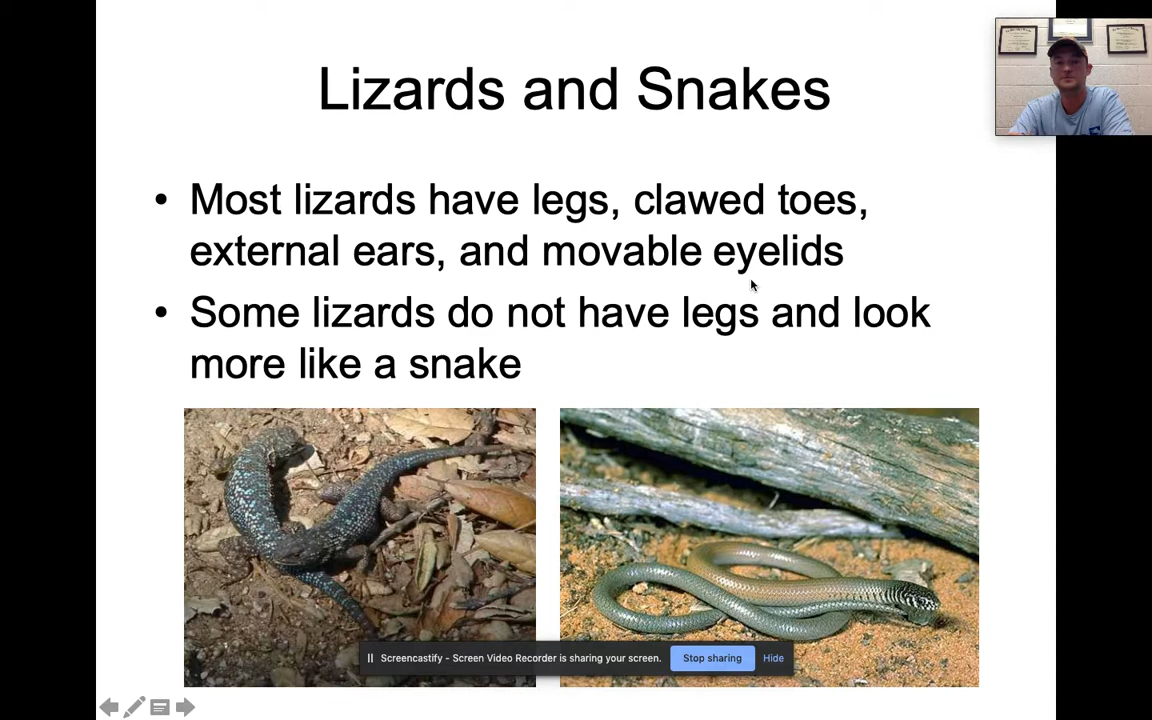 Lizards and Snakes
• Most lizards have legs, clawed toes,
external ears, and movable eyelids
• Some lizards do not have legs and look
more like a snake
Screencastify - Screen Video Recorder is sharing your screen.
Stop sharing
Hide